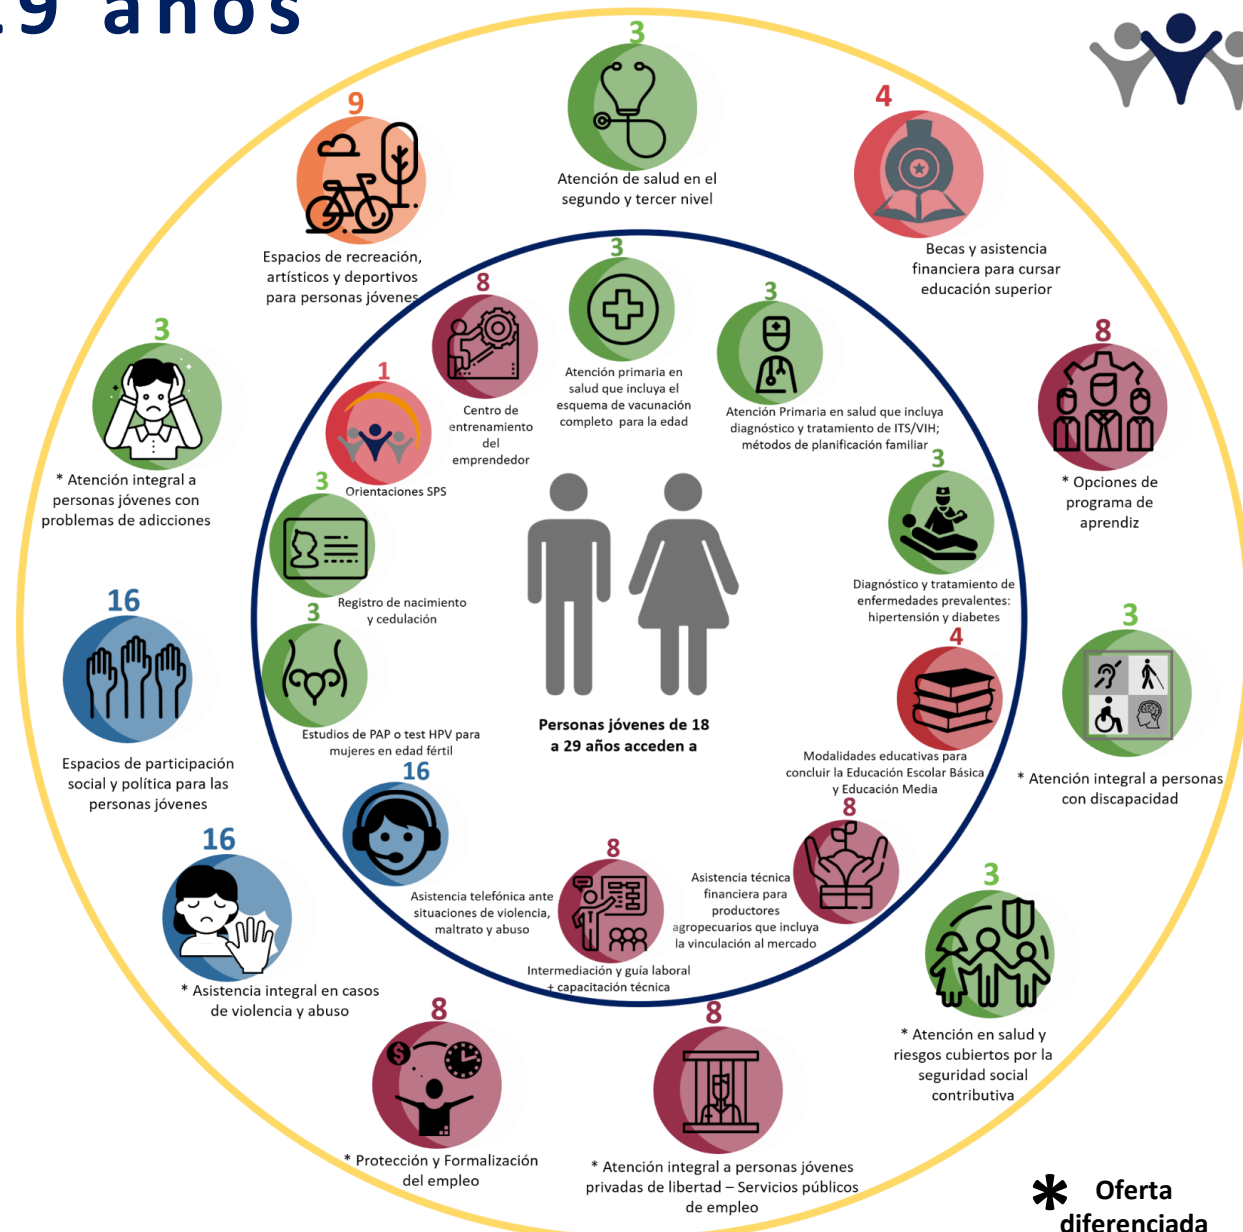 19 años
3
Atención de salud en el
segundo y tercer nivel
9
Espacios de recreación,
artísticos y deportivos
para personas jóvenes
4
Becas y asistencia
financiera para cursar
educación superior
8
Centro de
entrenamiento
del
emprendedor
3
Atención primaria en
salud que incluya el
esquema de vacunación
completo para la edad
3
Atención Primaria en salud que incluya
diagnóstico y tratamiento de ITS/VIH;
métodos de planificación familiar
3
* Atención integral a
personas jóvenes con
problemas de adicciones
1
Orientaciones SPS
8
* Opciones de
programa de
aprendiz
3
Registro de nacimiento
y cedulación
3
Diagnóstico y tratamiento de
enfermedades prevalentes:
hipertensión y diabetes
16
Espacios de participación
social y política para las
personas jóvenes
3
Estudios de PAP o test HPV para
mujeres en edad fértil
Personas jóvenes de 18
a 29 años acceden a
4
Modalidades educativas para
concluir la Educación Escolar Básica
y Educación Media
3
* Atención integral a personas
con discapacidad
16
Asistencia telefónica ante
situaciones de violencia,
maltrato y abuso
8
Intermediación y guía laboral
+ capacitación técnica
8
Asistencia técnica
financiera para
productores
agropecuarios que incluya
la vinculación al mercado
16
* Asistencia integral en casos
de violencia y abuso
3
* Atención en salud y
riesgos cubiertos por la
seguridad social
contributiva
8
$
* Protección y Formalización
del empleo
8
* Atención integral a personas jóvenes
privadas de libertad – Servicios públicos
de empleo
* Oferta
diferenciada